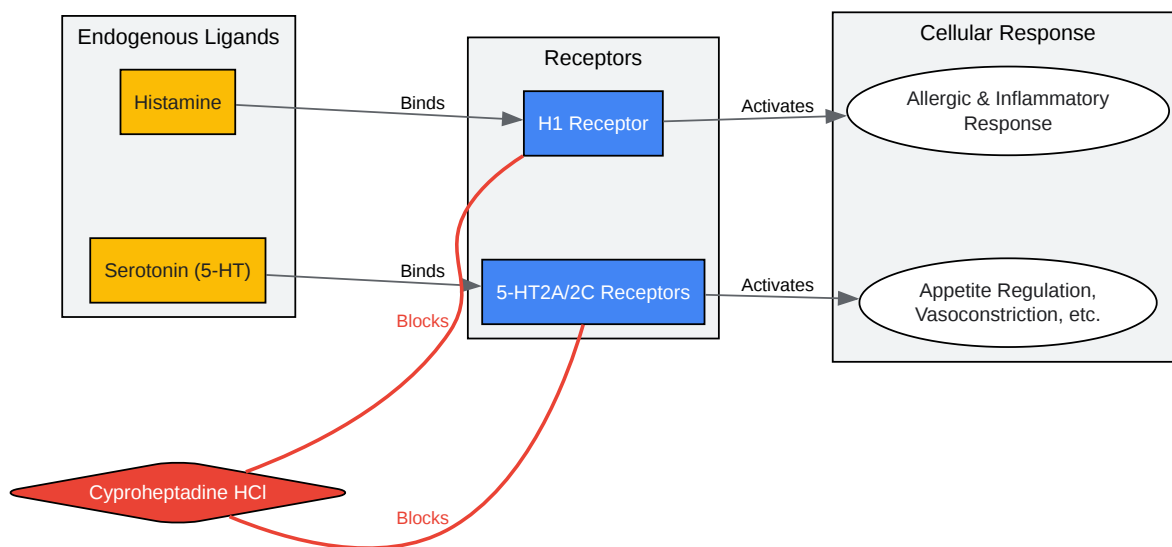 Endogenous Ligands
Histamine
Serotonin (5-HT)
Binds
Binds
Receptors
H1 Receptor
5-HT2A/2C Receptors
Activates
Activates
Cellular Response
Allergic & Inflammatory
Response
Appetite Regulation,
Vasoconstriction, etc.
Blocks
Cyproheptadine HCl
Blocks